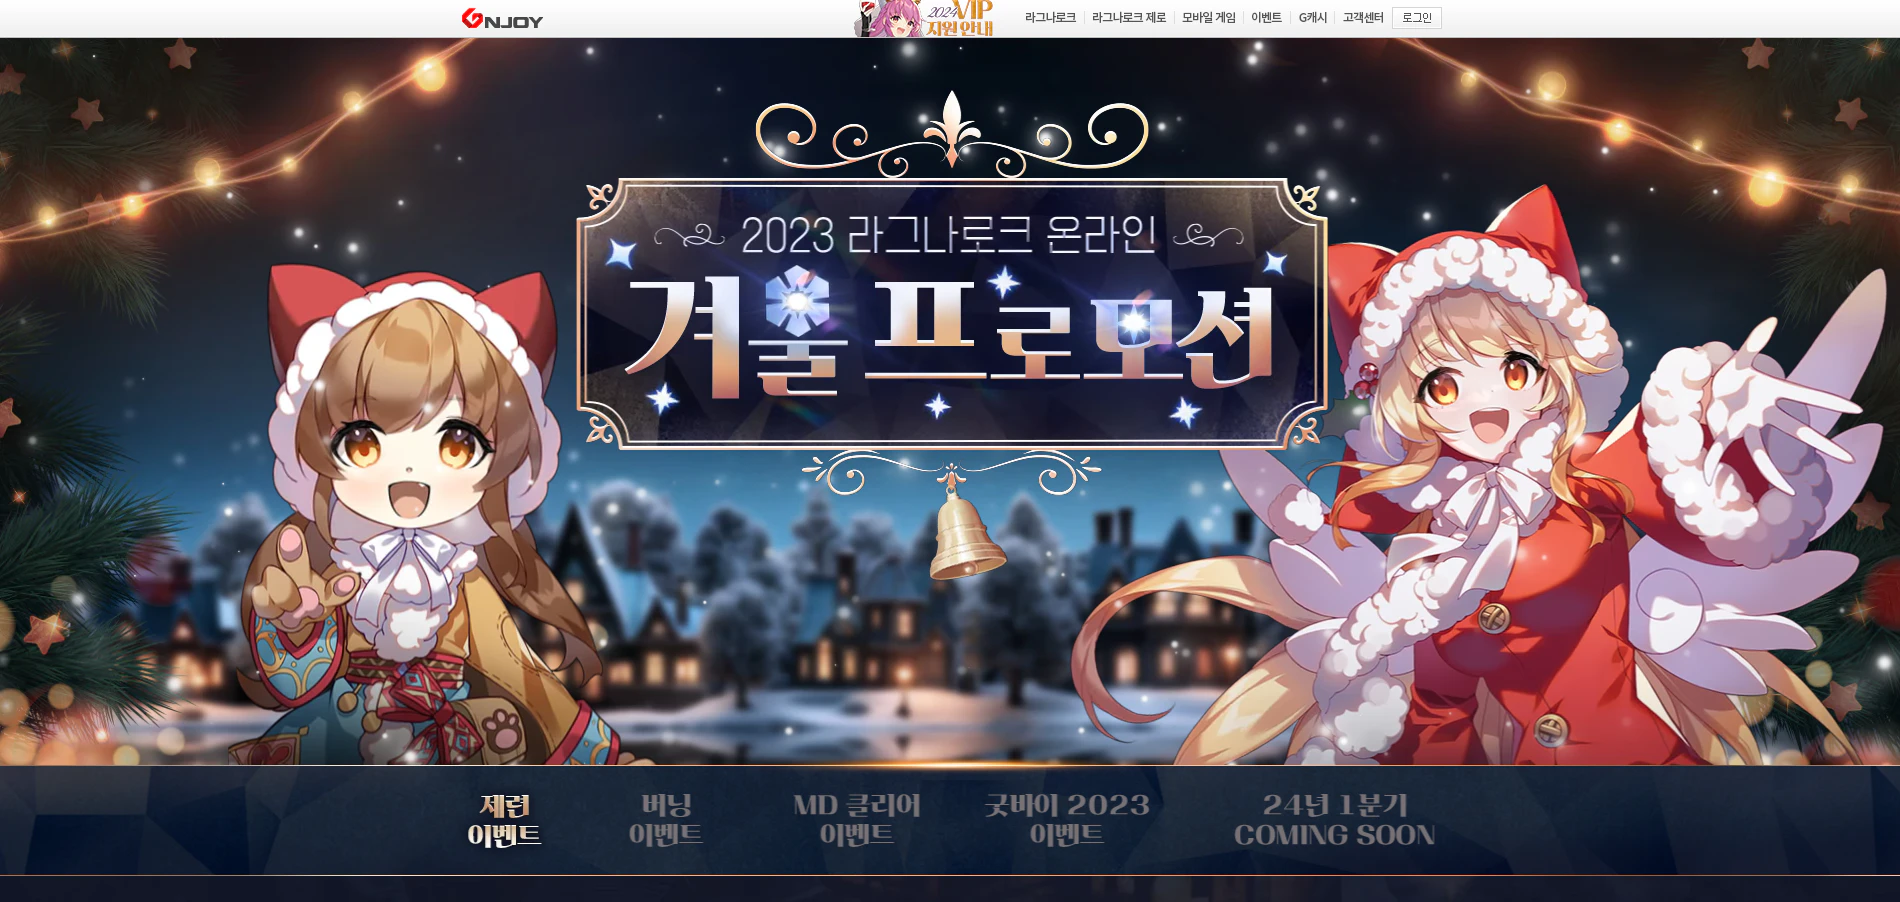 GNJOY
2024 VIP
지원 안내
라그나로크
라그나로크 제로
모바일 게임
이벤트
G캐시
고객센터
로그인
2023 라그나로크 온라인
겨울 프로모션
제련
이벤트
버닝
이벤트
MD 클리어
이벤트
굿바이 2023
이벤트
24년 1분기
COMING SOON